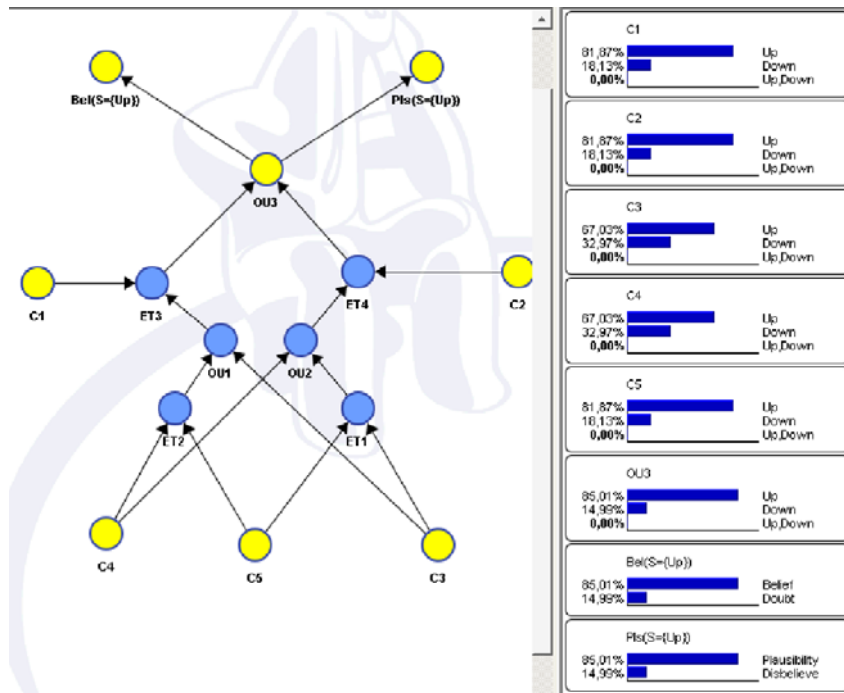 Bel(S={Up})
Pls(S={Up})
OU3
C1
ET3
ET4
C2
OU1
OU2
ET2
ET1
C4
C5
C3
C1
81,87% Up
18,13% Down
0,00% Up,Down
C2
81,87% Up
18,13% Down
0,00% Up,Down
C3
67,03% Up
32,97% Down
0,00% Up,Down
C4
67,03% Up
32,97% Down
0,00% Up,Down
C5
81,87% Up
18,13% Down
0,00% Up,Down
OU3
85,01% Up
14,99% Down
0,00% Up,Down
Bel(S={Up})
85,01% Belief
14,99% Doubt
Pls(S={Up})
85,01% Plausibility
14,99% Disbelieve